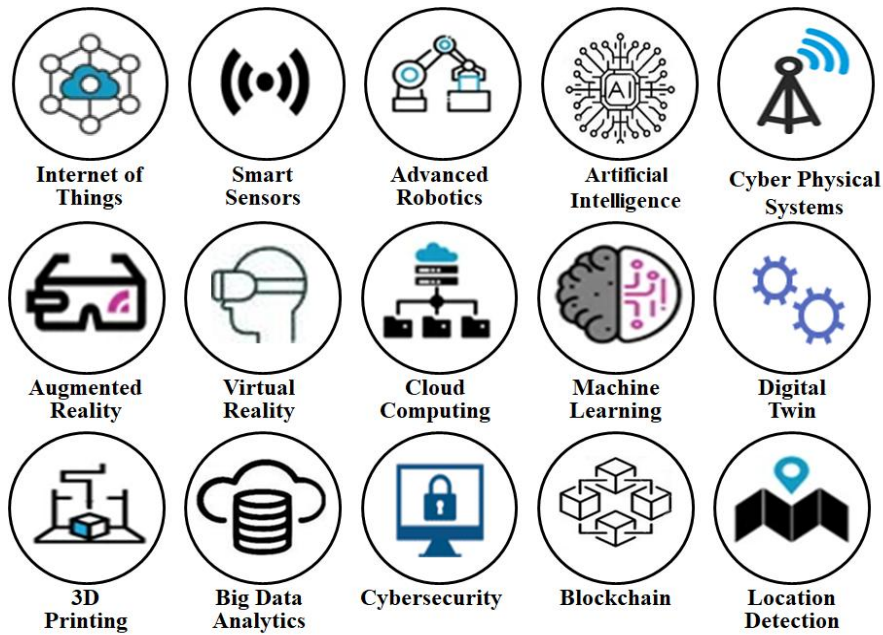 AI
Internet of
Things
Smart
Sensors
Advanced
Robotics
Artificial
Intelligence
Cyber Physical
Systems
Augmented
Reality
Virtual
Reality
Cloud
Computing
Machine
Learning
Digital
Twin
3D
Printing
Big Data
Analytics
Cybersecurity
Blockchain
Location
Detection